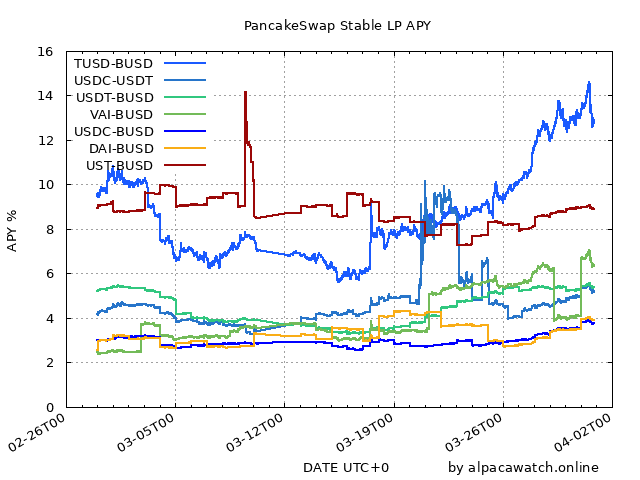 PancakeSwap Stable LP APY
16
14
12
10
8
6
4
2
0
APY %
TUSD-BUSD
USDC-USDT
USDT-BUSD
VAI-BUSD
USDC-BUSD
DAI-BUSD
UST-BUSD
02-26T00
03-05T00
03-12T00
03-19T00
03-26T00
04-02T00
DATE UTC+0
by alpacawatch.online